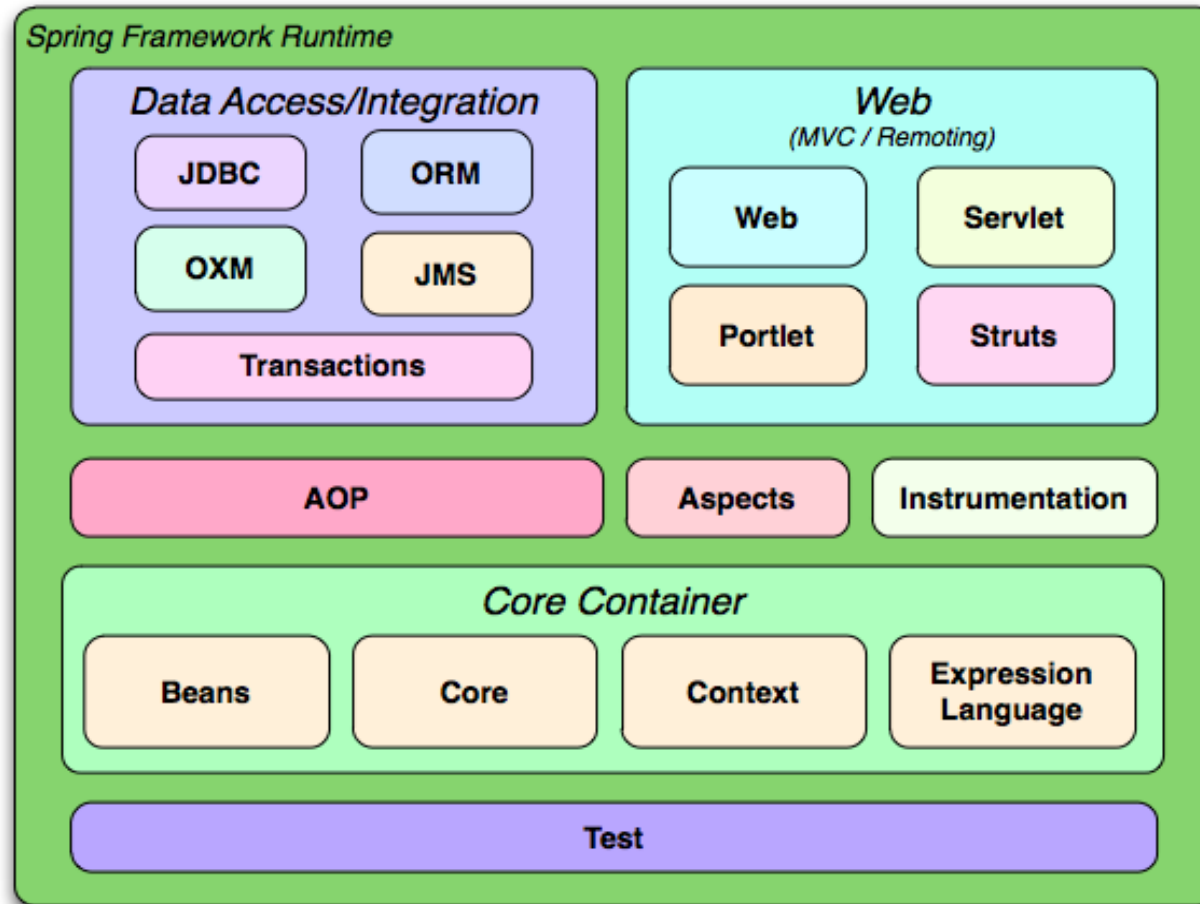 Spring Framework Runtime
Data Access/Integration
JDBC
ORM
OXM
JMS
Transactions
Web
(MVC / Remoting)
Web
Servlet
Portlet
Struts
AOP
Aspects
Instrumentation
Core Container
Beans
Core
Context
Expression
Language
Test